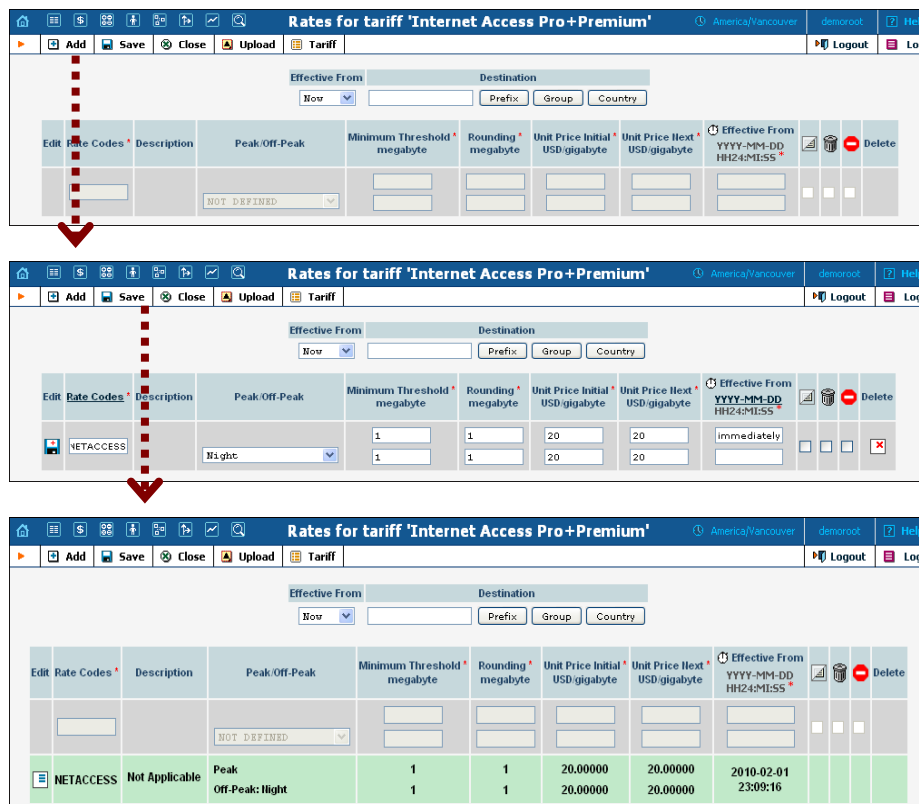 Rates for tariff 'Internet Access Pro+Premium' America/Vancouver demoroot ? Hel
Add Save Close Upload Tariff Logout Lo
Effective From Destination
Now Prefix Group Country
Edit Rate Codes * Description Peak/Off-Peak Minimum Threshold * megabyte Rounding * megabyte Unit Price Initial * USD/gigabyte Unit Price Next * USD/gigabyte Effective From YYYY-MM-DD HH24:MI:SS * Delete
NOT DEFINED
Rates for tariff 'Internet Access Pro+Premium' America/Vancouver demoroot ? Help
Add Save Close Upload Tariff Logout Log
Effective From Destination
Now Prefix Group Country
Edit Rate Codes * Description Peak/Off-Peak Minimum Threshold * megabyte Rounding * megabyte Unit Price Initial * USD/gigabyte Unit Price Next * USD/gigabyte Effective From YYYY-MM-DD HH24:MI:SS * Delete
NETACCESS 1 1 20 20 immediately
Night 1 1 20 20
Rates for tariff 'Internet Access Pro+Premium' America/Vancouver demoroot ? Help
Add Save Close Upload Tariff Logout Log
Effective From Destination
Now Prefix Group Country
Edit Rate Codes * Description Peak/Off-Peak Minimum Threshold * megabyte Rounding * megabyte Unit Price Initial * USD/gigabyte Unit Price Next * USD/gigabyte Effective From YYYY-MM-DD HH24:MI:SS * Delete
NOT DEFINED
NETACCESS Not Applicable Peak 1 1 20.00000 20.00000 2010-02-01
Off-Peak: Night 1 1 20.00000 20.00000 23:09:16